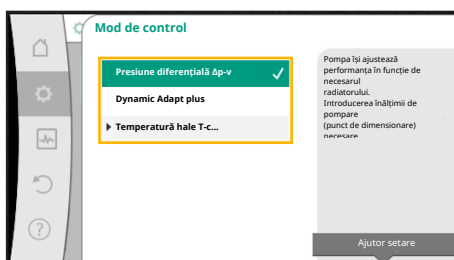 Mod de control
Presiune diferențială Δp-v
Dynamic Adapt plus
Temperatură hale T-c...
Pompa își ajustează
performanța în funcție de
necesarul
radiatorului.
Introducerea înălțimii de
pompare
(punct de dimensionare)
necesare
Ajutor setare